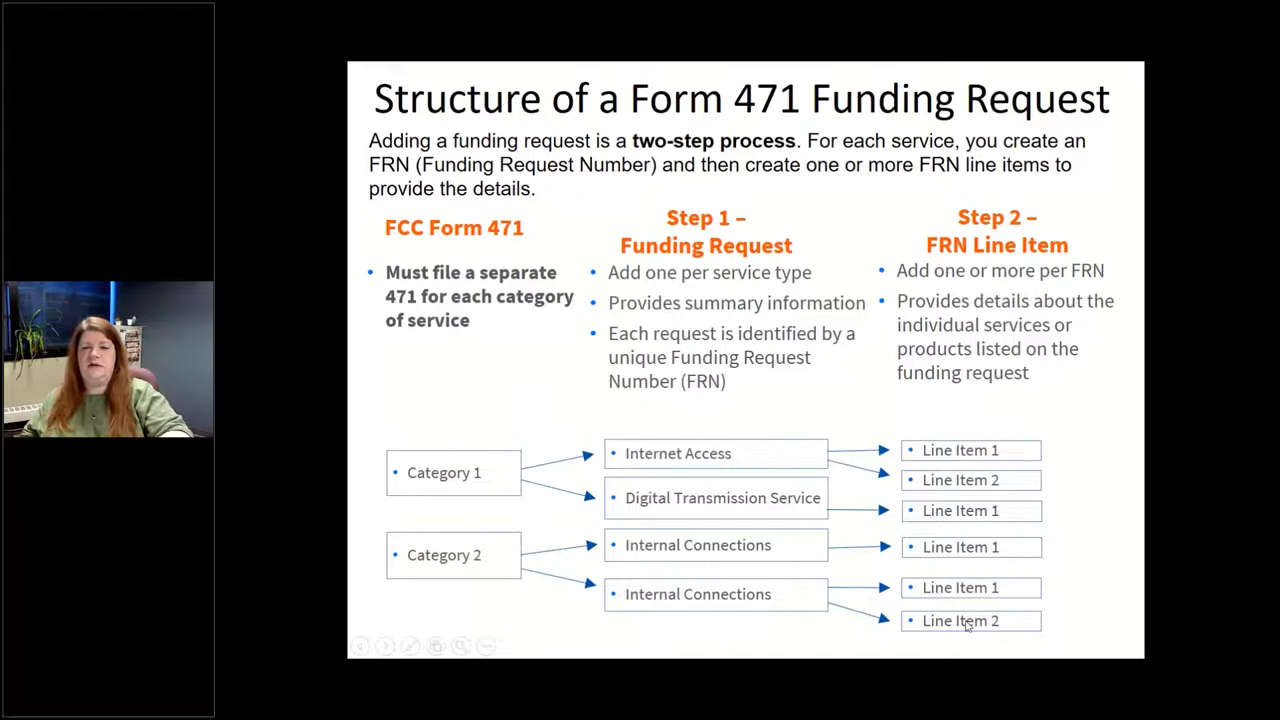 Structure of a Form 471 Funding Request
Adding a funding request is a two-step process. For each service, you create an
FRN (Funding Request Number) and then create one or more FRN line items to
provide the details.
FCC Form 471
• Must file a separate
471 for each category
of service
Step 1 –
Funding Request
• Add one per service type
• Provides summary information
• Each request is identified by a
unique Funding Request
Number (FRN)
Step 2 –
FRN Line Item
• Add one or more per FRN
• Provides details about the
individual services or
products listed on the
funding request
• Category 1
• Internet Access
• Line Item 1
• Line Item 2
• Digital Transmission Service
• Line Item 1
• Category 2
• Internal Connections
• Line Item 1
• Internal Connections
• Line Item 1
• Line Item 2